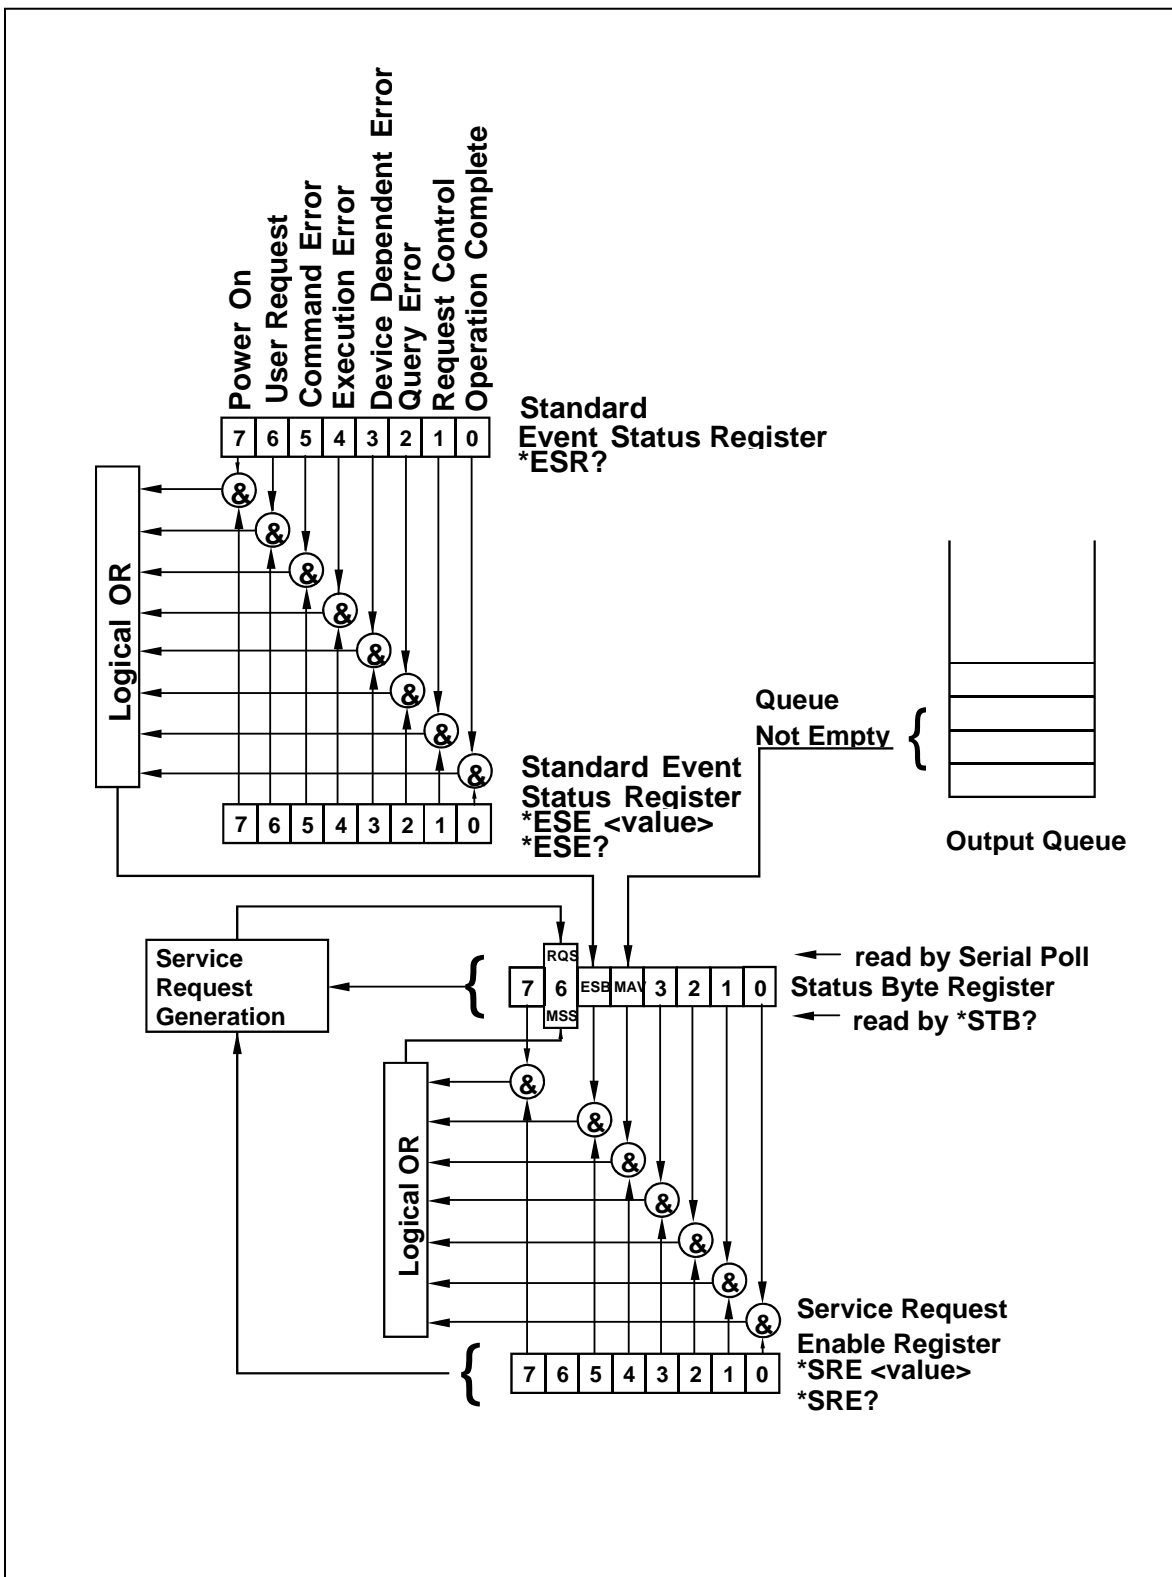 Power On
User Request
Command Error
Execution Error
Device Dependent Error
Query Error
Request Control
Operation Complete
7 6 5 4 3 2 1 0
Standard
Event Status Register
*ESR?
Logical OR
&
&
&
&
&
&
&
&
Queue
Not Empty
{
Output Queue
Standard Event
Status Register
*ESE <value>
*ESE?
7 6 5 4 3 2 1 0
Service
Request
Generation
{
RQS
7 6 ESB MAV 3 2 1 0
MSS
read by Serial Poll
Status Byte Register
read by *STB?
Logical OR
&
&
&
&
&
&
&
Service Request
Enable Register
*SRE <value>
*SRE?
{
7 6 5 4 3 2 1 0